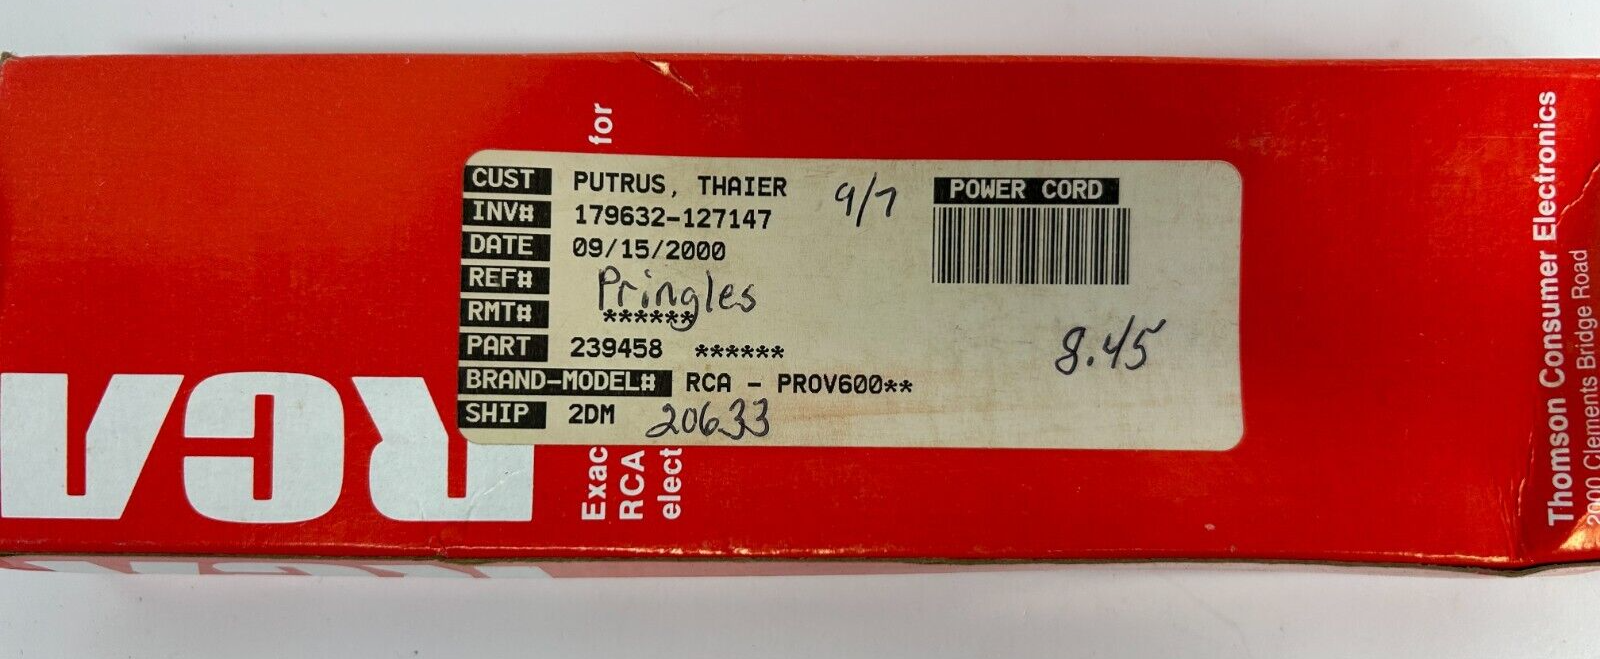 CUST PUTRUS, THAIER 9/7
INV# 179632-127147
DATE 09/15/2000
REF# Pringles
RMT# ******
PART 239458 ******
BRAND-MODEL# RCA - PROV600**
SHIP 2DM 20633
POWER CORD
8.45
RCA
for
Exac
RCA
elect
Thomson Consumer Electronics
2000 Clements Bridge Road